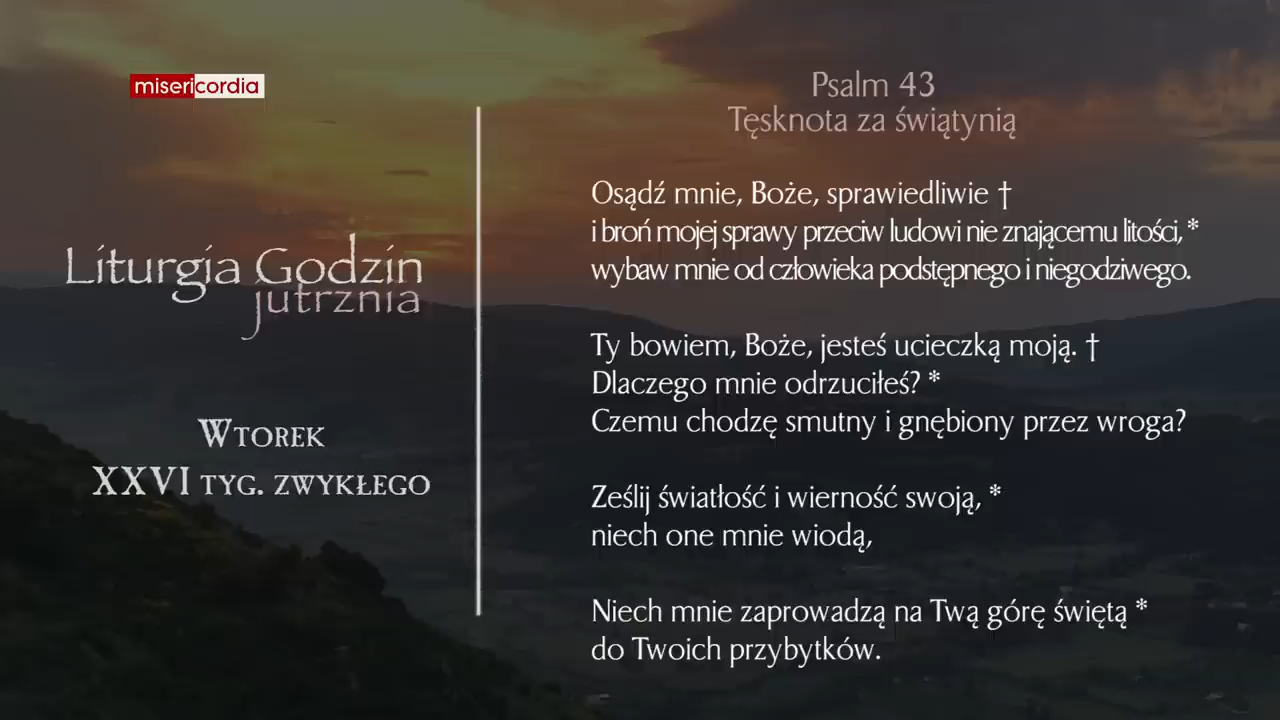 misericordia
Liturgia Godzin
jutrznia
Wtorek
XXVI tyg. zwykłego
Psalm 43
Tęsknota za świątynią
Osądź mnie, Boże, sprawiedliwie †
i broń mojej sprawy przeciw ludowi nie znającemu litości, *
wybaw mnie od człowieka podstępnego i niegodziwego.
Ty bowiem, Boże, jesteś ucieczką moją. †
Dlaczego mnie odrzuciłeś? *
Czemu chodzę smutny i gnębiony przez wroga?
Ześlij światłość i wierność swoją, *
niech one mnie wiodą,
Niech mnie zaprowadzą na Twą górę świętą *
do Twoich przybytków.